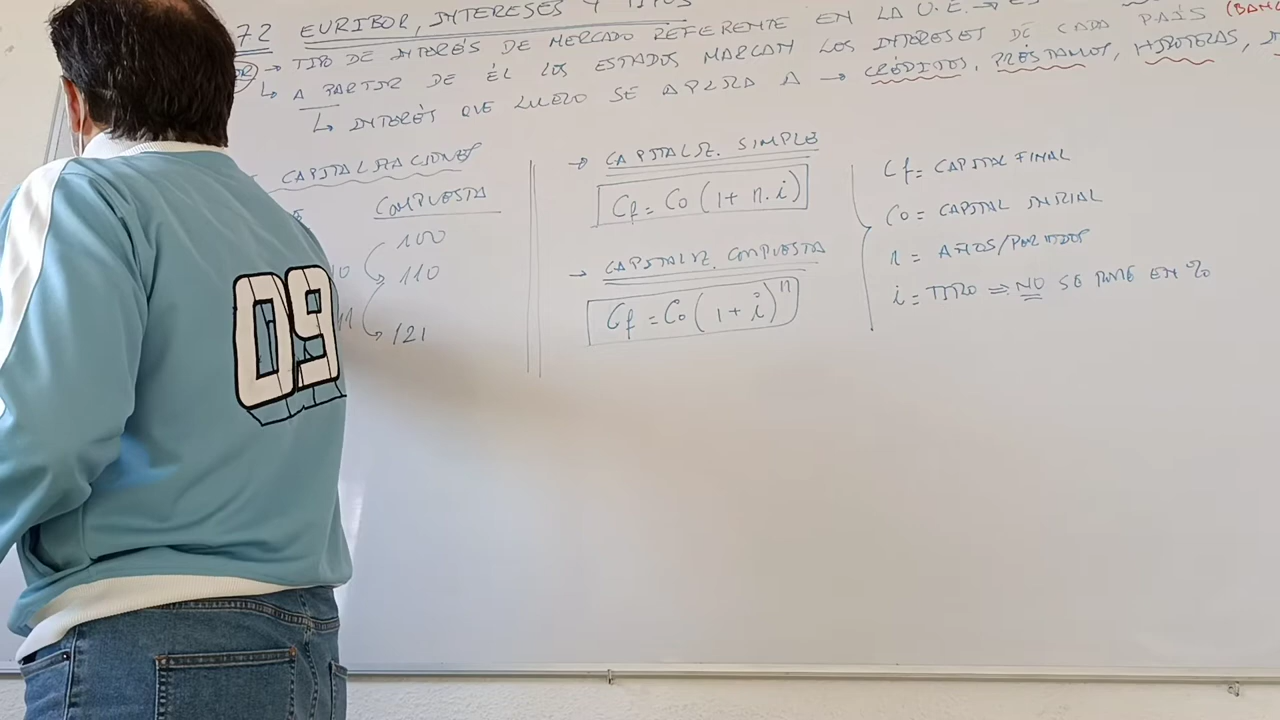 72 EURIBOR, INTERESES Y TIPOS
→ TIPO DE INTERÉS DE MERCADO REFERENTE EN LA U.E. →
↳ A PARTIR DE ÉL LOS ESTADOS MARCAN LOS INTERESES DE CADA PAÍS (BANC
↳ INTERÉS QUE LUEGO SE APLICA A → CRÉDITOS, PRÉSTAMOS, HIPOTECAS,
CAPITALIZACIONES
COMPUESTA
100
110
121
→ CAPITALIZ. SIMPLE
Cf = Co (1 + n.i)
→ CAPITALIZ. COMPUESTA
Cf = Co (1 + i)ⁿ
Cf = CAPITAL FINAL
Co = CAPITAL INICIAL
n = AÑOS/PERIODOS
i = TIPO ⇒ NO SE PONE EN %
09